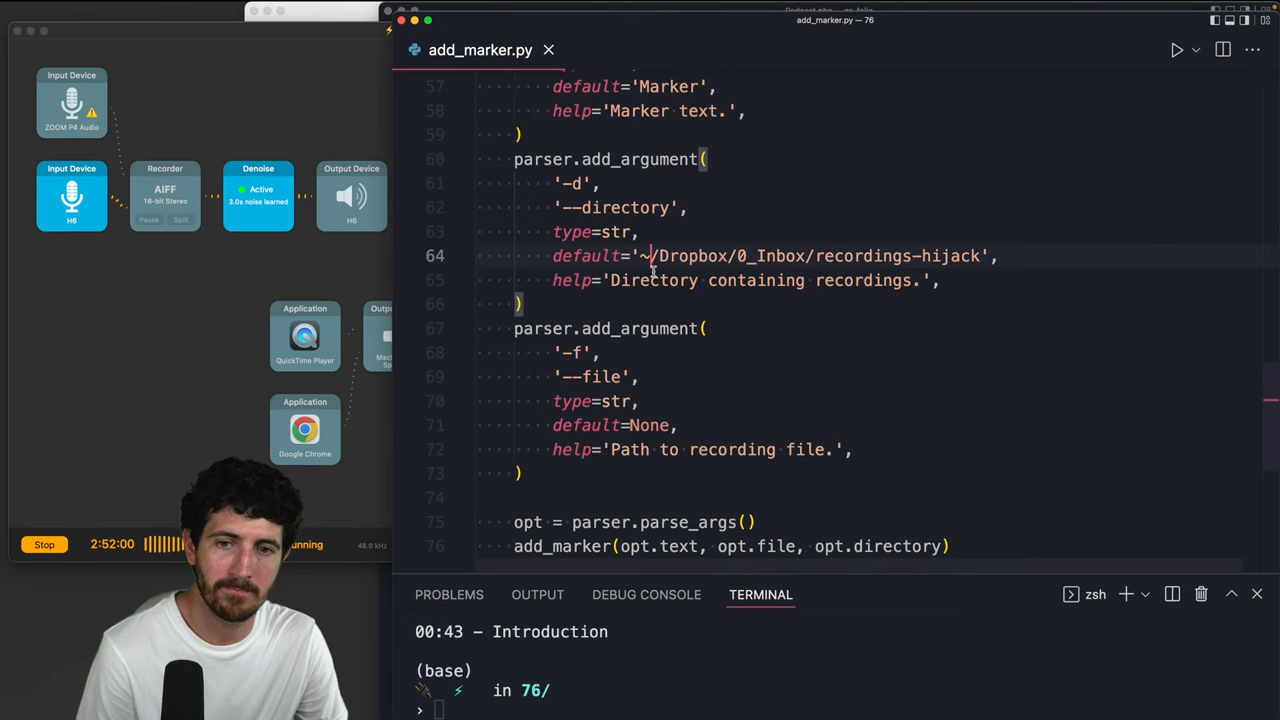 Input Device
ZOOM P4 Audio
Input Device
H6
Recorder
AIFF
16-bit Stereo
Pause
Split
Denoise
Active
3.0s noise learned
Output Device
H6
Application
QuickTime Player
Application
Google Chrome
Stop
2:52:00
48.0 kHz
add_marker.py — 76
add_marker.py
57 default='Marker',
58 help='Marker text.',
59 )
60 parser.add_argument(
61 '-d',
62 '--directory',
63 type=str,
64 default='~/Dropbox/0_Inbox/recordings-hijack',
65 help='Directory containing recordings.',
66 )
67 parser.add_argument(
68 '-f',
69 '--file',
70 type=str,
71 default=None,
72 help='Path to recording file.',
73 )
74
75 opt = parser.parse_args()
76 add_marker(opt.text, opt.file, opt.directory)
PROBLEMS
OUTPUT
DEBUG CONSOLE
TERMINAL
zsh
00:43 - Introduction
(base)
in 76/
›